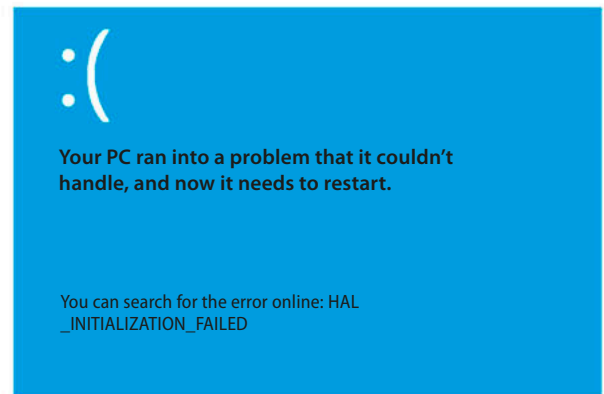 :(
Your PC ran into a problem that it couldn't
handle, and now it needs to restart.
You can search for the error online: HAL
_INITIALIZATION_FAILED